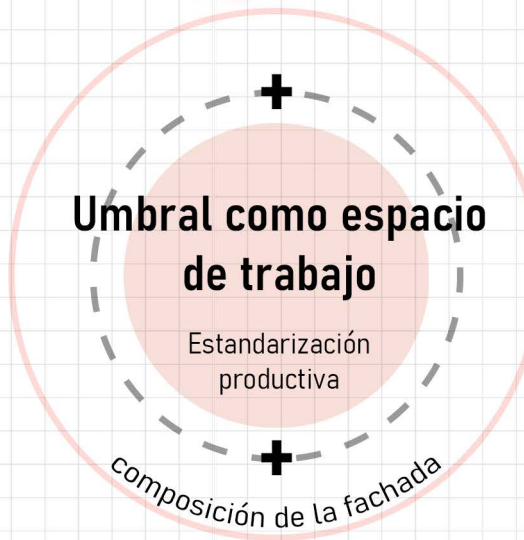 Umbral como espacio
de trabajo
Estandarización
productiva
composición de la fachada